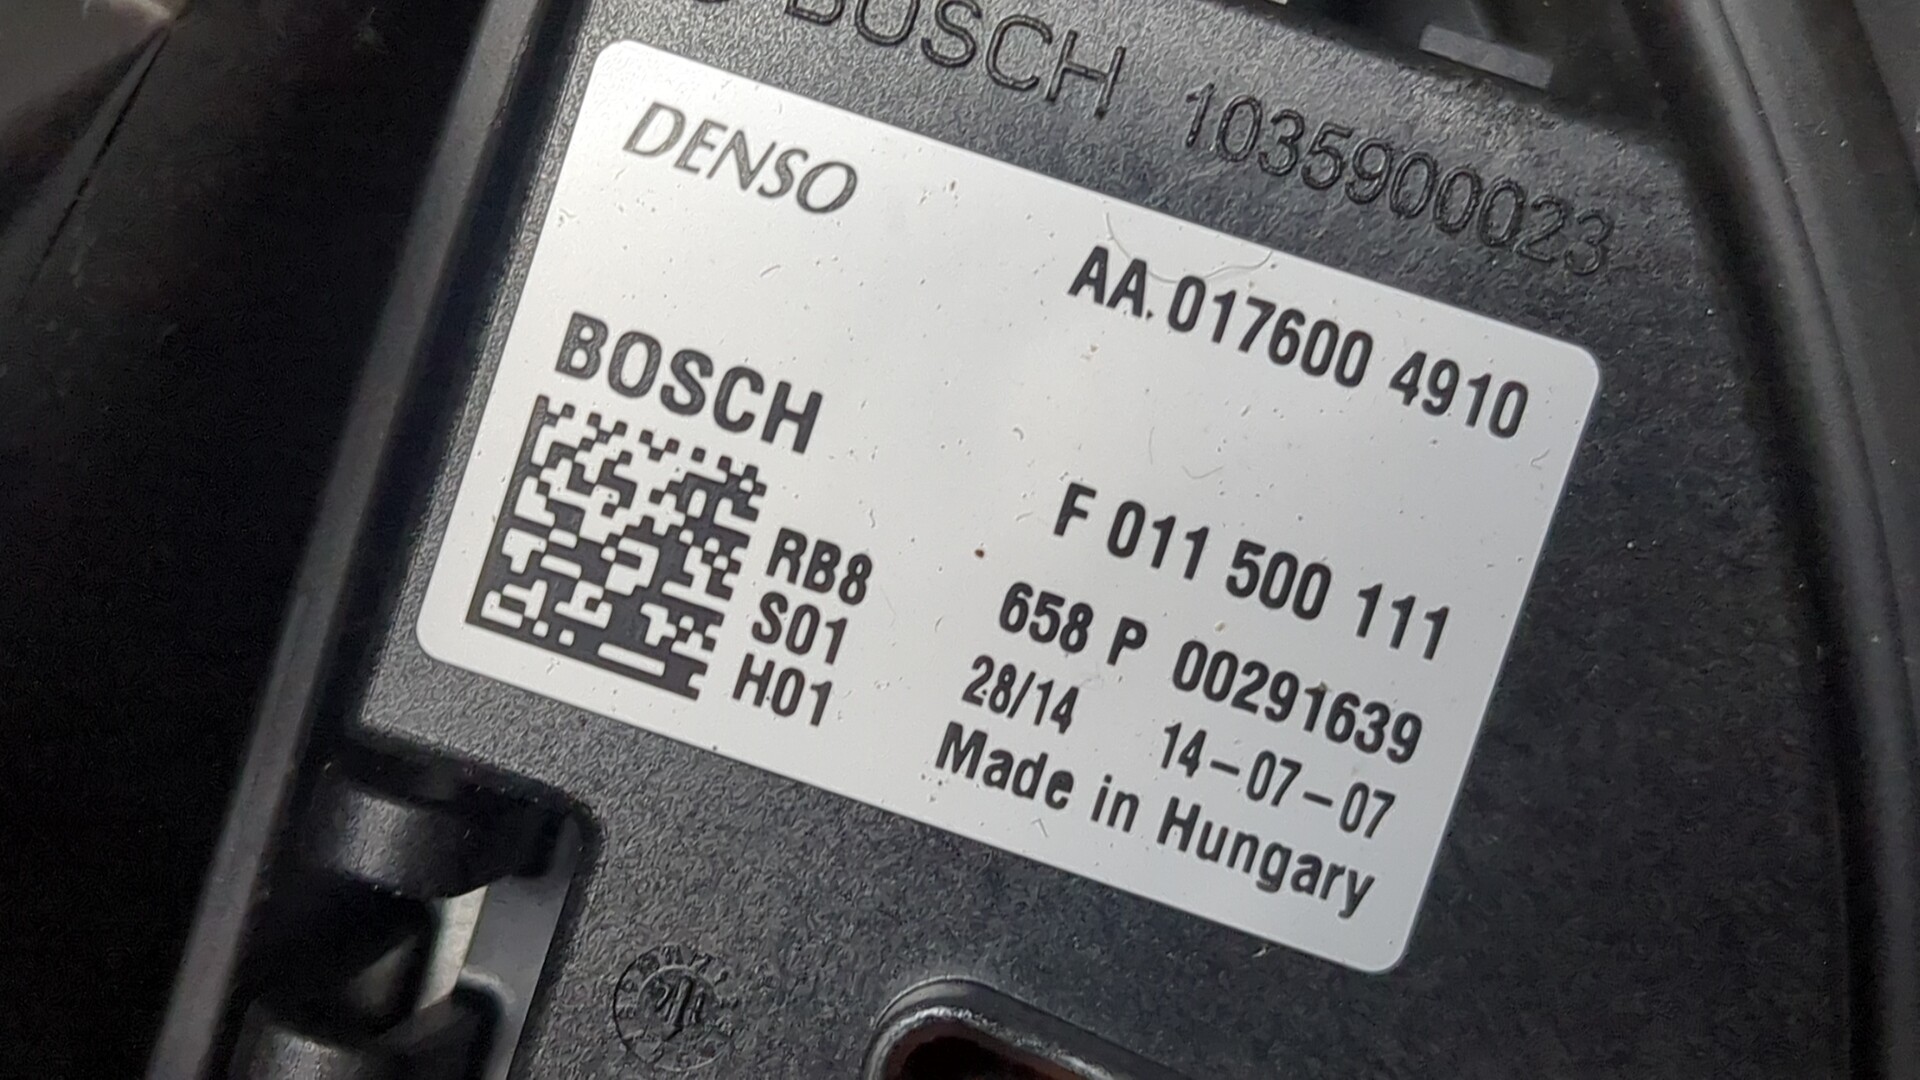 BOSCH 1035900023
DENSO
AA.017600 4910
BOSCH
F 011 500 111
RB8
S01
H01
658 P 00291639
28/14 14-07-07
Made in Hungary